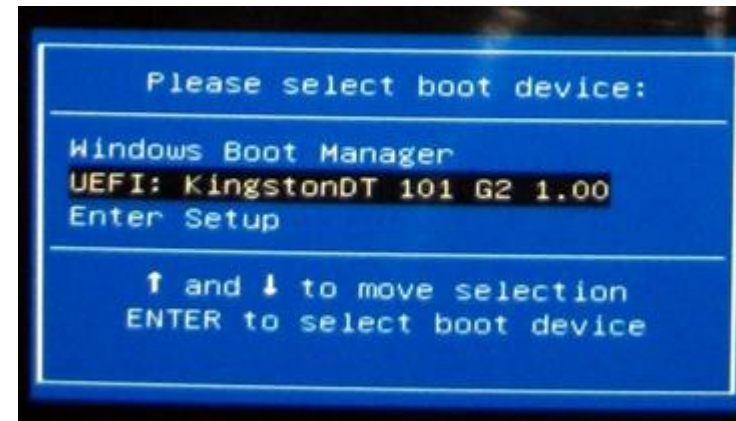 Please select boot device:
Windows Boot Manager
UEFI: KingstonDT 101 G2 1.00
Enter Setup
↑ and ↓ to move selection
ENTER to select boot device